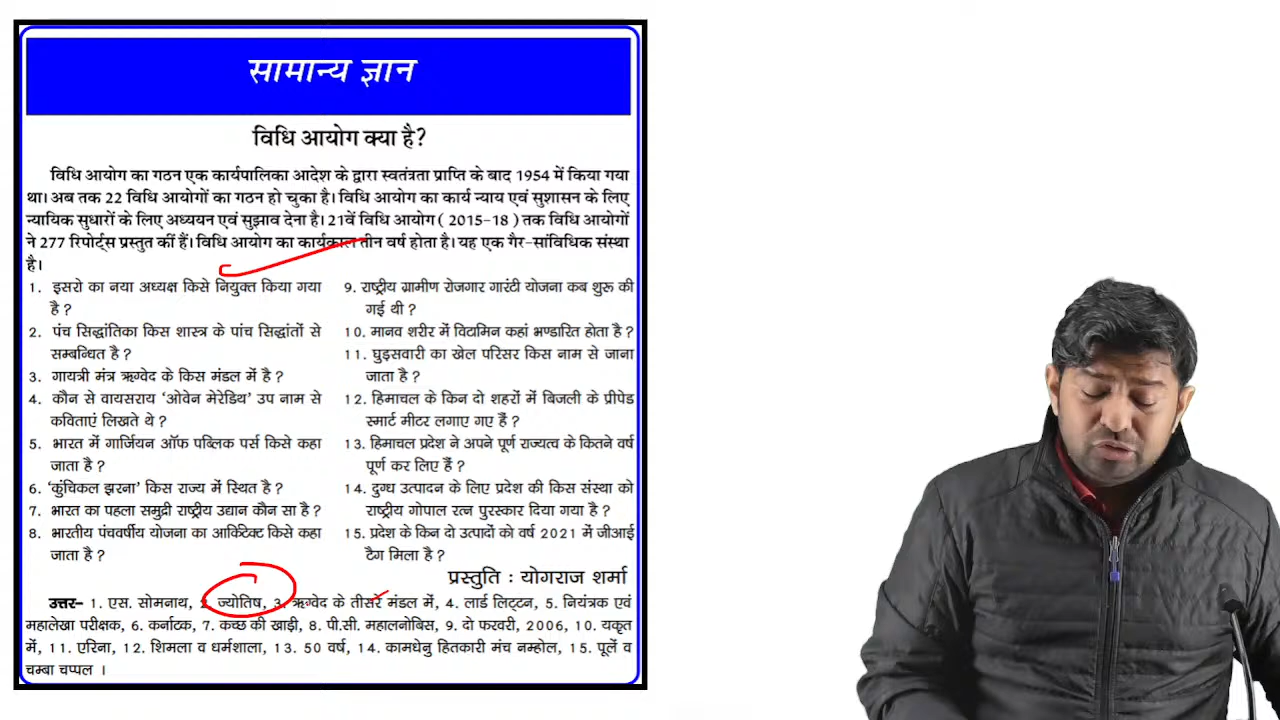 सामान्य ज्ञान
विधि आयोग क्या है?
विधि आयोग का गठन एक कार्यपालिका आदेश के द्वारा स्वतंत्रता प्राप्ति के बाद 1954 में किया गया
था। अब तक 22 विधि आयोगों का गठन हो चुका है। विधि आयोग का कार्य न्याय एवं सुशासन के लिए
न्यायिक सुधारों के लिए अध्ययन एवं सुझाव देना है। 21वें विधि आयोग ( 2015-18 ) तक विधि आयोगों
ने 277 रिपोर्ट्स प्रस्तुत कीं हैं। विधि आयोग का कार्यकाल तीन वर्ष होता है। यह एक गैर-सांविधिक संस्था
है।
1. इसरो का नया अध्यक्ष किसे नियुक्त किया गया
है ?
2. पंच सिद्धांतिका किस शास्त्र के पांच सिद्धांतों से
सम्बन्धित है ?
3. गायत्री मंत्र ऋग्वेद के किस मंडल में है ?
4. कौन से वायसराय ‘ओवेन मेरेडिथ’ उप नाम से
कविताएं लिखते थे ?
5. भारत में गार्जियन ऑफ पब्लिक पर्स किसे कहा
जाता है ?
6. ‘कुंचिकल झरना’ किस राज्य में स्थित है ?
7. भारत का पहला समुद्री राष्ट्रीय उद्यान कौन सा है ?
8. भारतीय पंचवर्षीय योजना का आर्किटेक्ट किसे कहा
जाता है ?
9. राष्ट्रीय ग्रामीण रोजगार गारंटी योजना कब शुरू की
गई थी ?
10. मानव शरीर में विटामिन कहां भण्डारित होता है ?
11. घुड़सवारी का खेल परिसर किस नाम से जाना
जाता है ?
12. हिमाचल के किन दो शहरों में बिजली के प्रीपेड
स्मार्ट मीटर लगाए गए हैं ?
13. हिमाचल प्रदेश ने अपने पूर्ण राज्यत्व के कितने वर्ष
पूर्ण कर लिए हैं ?
14. दुग्ध उत्पादन के लिए प्रदेश की किस संस्था को
राष्ट्रीय गोपाल रत्न पुरस्कार दिया गया है ?
15. प्रदेश के किन दो उत्पादों को वर्ष 2021 में जीआई
टैग मिला है ?
प्रस्तुति : योगराज शर्मा
उत्तर- 1. एस. सोमनाथ, 2. ज्योतिष, 3. ऋग्वेद के तीसरे मंडल में, 4. लार्ड लिट्टन, 5. नियंत्रक एवं
महालेखा परीक्षक, 6. कर्नाटक, 7. कच्छ की खाड़ी, 8. पी.सी. महालनोबिस, 9. दो फरवरी, 2006, 10. यकृत
में, 11. एरिना, 12. शिमला व धर्मशाला, 13. 50 वर्ष, 14. कामधेनु हितकारी मंच नम्होल, 15. पूलें व
चम्बा चप्पल ।